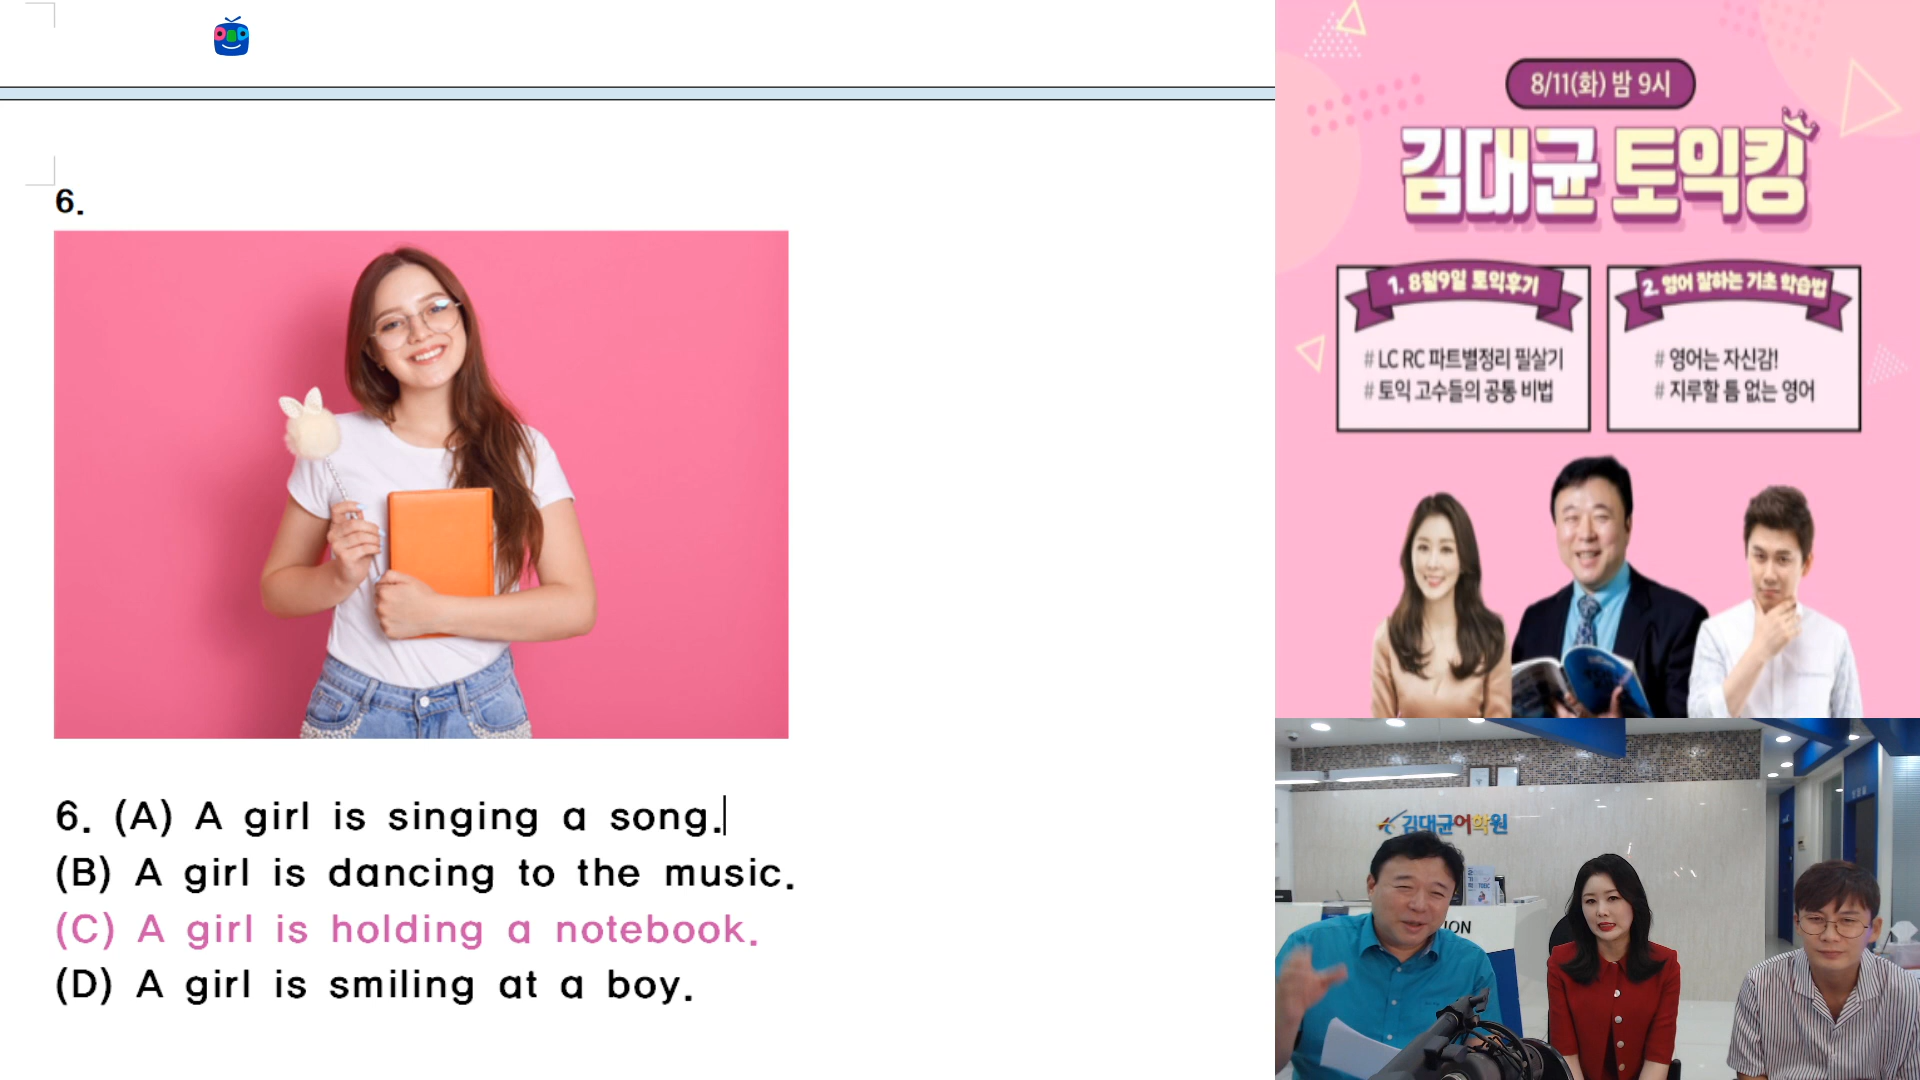 6.
6. (A) A girl is singing a song.
(B) A girl is dancing to the music.
(C) A girl is holding a notebook.
(D) A girl is smiling at a boy.
8/11(화) 밤 9시
김대균 토익킹
1. 8월9일 토익후기
# LC RC 파트별정리 필살기
# 토익 고수들의 공통 비법
2. 영어 잘하는 기초 학습법
# 영어는 자신감!
# 지루할 틈 없는 영어
김대균어학원
ION